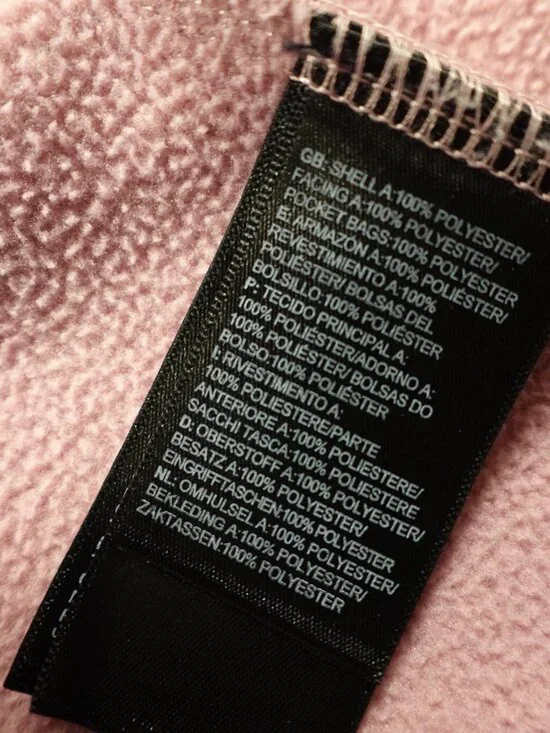 GB: SHELL A:100% POLYESTER/
FACING A:100% POLYESTER/
POCKET BAGS:100% POLYESTER
E: ARMAZÓN A:100% POLIÉSTER/
REVESTIMIENTO A:100%
POLIÉSTER/ BOLSAS DEL
BOLSILLO:100% POLIÉSTER
P: TECIDO PRINCIPAL A:
100% POLIÉSTER/ADORNO A:
100% POLIÉSTER/ BOLSAS DO
BOLSO:100% POLIÉSTER
I: RIVESTIMENTO A:
100% POLIESTERE/PARTE
ANTERIORE A:100% POLIESTERE/
SACCHI TASCA:100% POLIESTERE
D: OBERSTOFF A:100% POLYESTER/
BESATZ A:100% POLYESTER/
EINGRIFFTASCHEN:100% POLYESTER
NL: OMHULSEL A:100% POLYESTER/
BEKLEDING A:100% POLYESTER/
ZAKTASSEN:100% POLYESTER